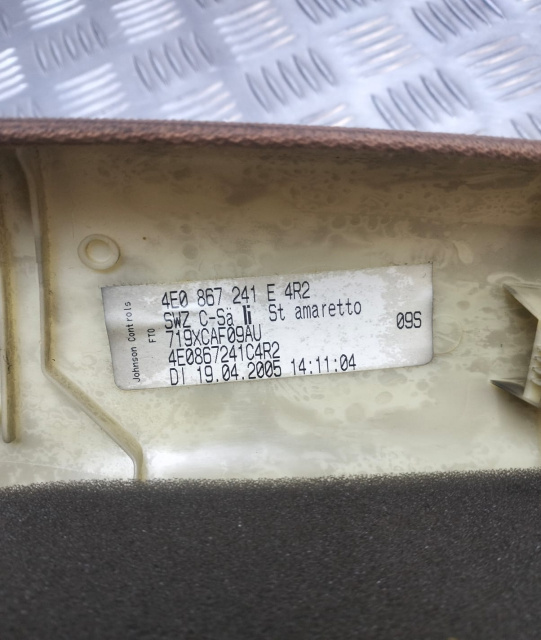 Johnson Controls
FTO
4E0 867 241 E 4R2
SWZ C-Sä li St amaretto
719XCAF09AU
4E0867241C4R2
DI 19.04.2005 14:11:04
09S